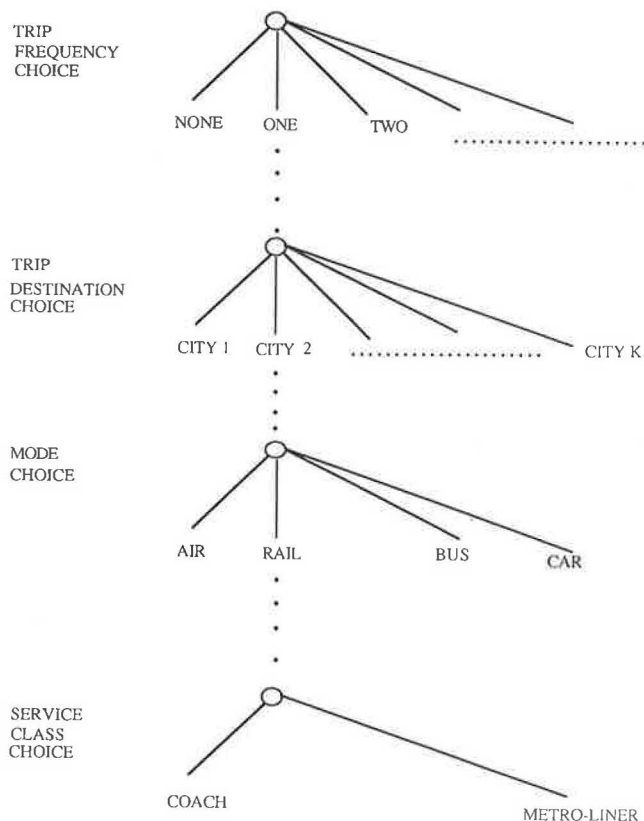 TRIP
FREQUENCY
CHOICE
NONE ONE TWO
TRIP
DESTINATION
CHOICE
CITY 1 CITY 2 CITY K
MODE
CHOICE
AIR RAIL BUS CAR
SERVICE
CLASS
CHOICE
COACH METRO-LINER